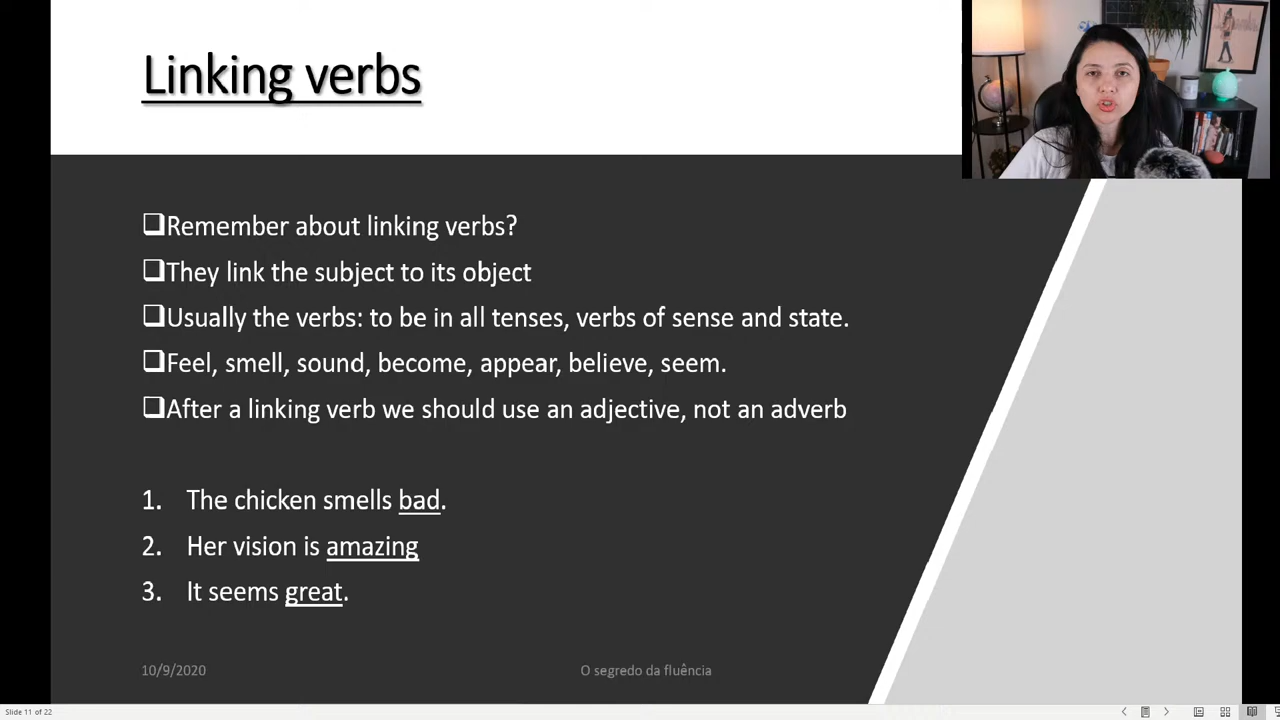 Linking verbs
Remember about linking verbs?
They link the subject to its object
Usually the verbs: to be in all tenses, verbs of sense and state.
Feel, smell, sound, become, appear, believe, seem.
After a linking verb we should use an adjective, not an adverb
1. The chicken smells bad.
2. Her vision is amazing
3. It seems great.
10/9/2020
O segredo da fluência
Slide 11 of 22